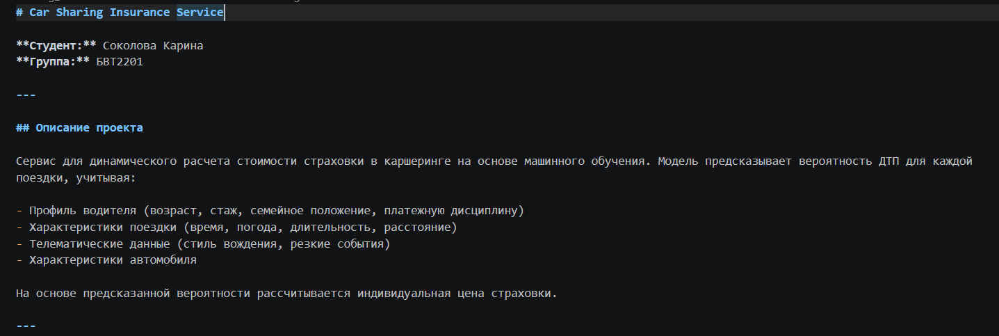 # Car Sharing Insurance Service
**Студент:** Соколова Карина
**Группа:** БВТ2201
---
## Описание проекта
Сервис для динамического расчета стоимости страховки в каршеринге на основе машинного обучения. Модель предсказывает вероятность ДТП для каждой
поездки, учитывая:
- Профиль водителя (возраст, стаж, семейное положение, платежную дисциплину)
- Характеристики поездки (время, погода, длительность, расстояние)
- Телематические данные (стиль вождения, резкие события)
- Характеристики автомобиля
На основе предсказанной вероятности рассчитывается индивидуальная цена страховки.
---